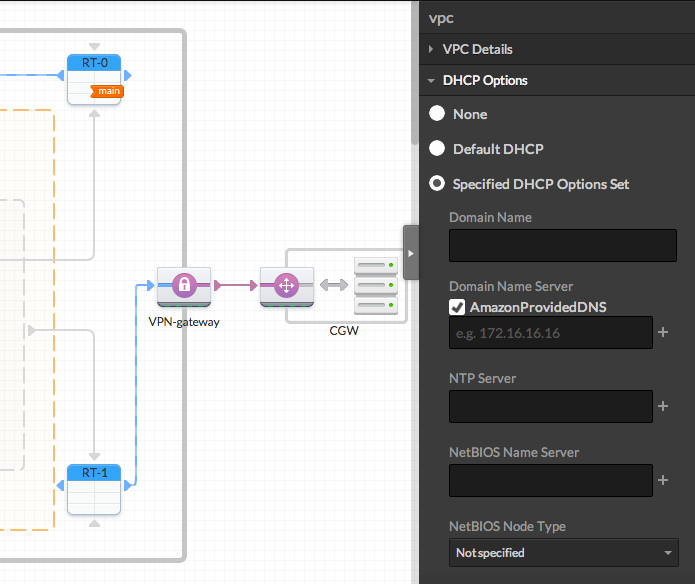 RT-0
main
VPN-gateway
CGW
RT-1
vpc
VPC Details
DHCP Options
None
Default DHCP
Specified DHCP Options Set
Domain Name
Domain Name Server
AmazonProvidedDNS
e.g. 172.16.16.16
NTP Server
NetBIOS Name Server
NetBIOS Node Type
Not specified